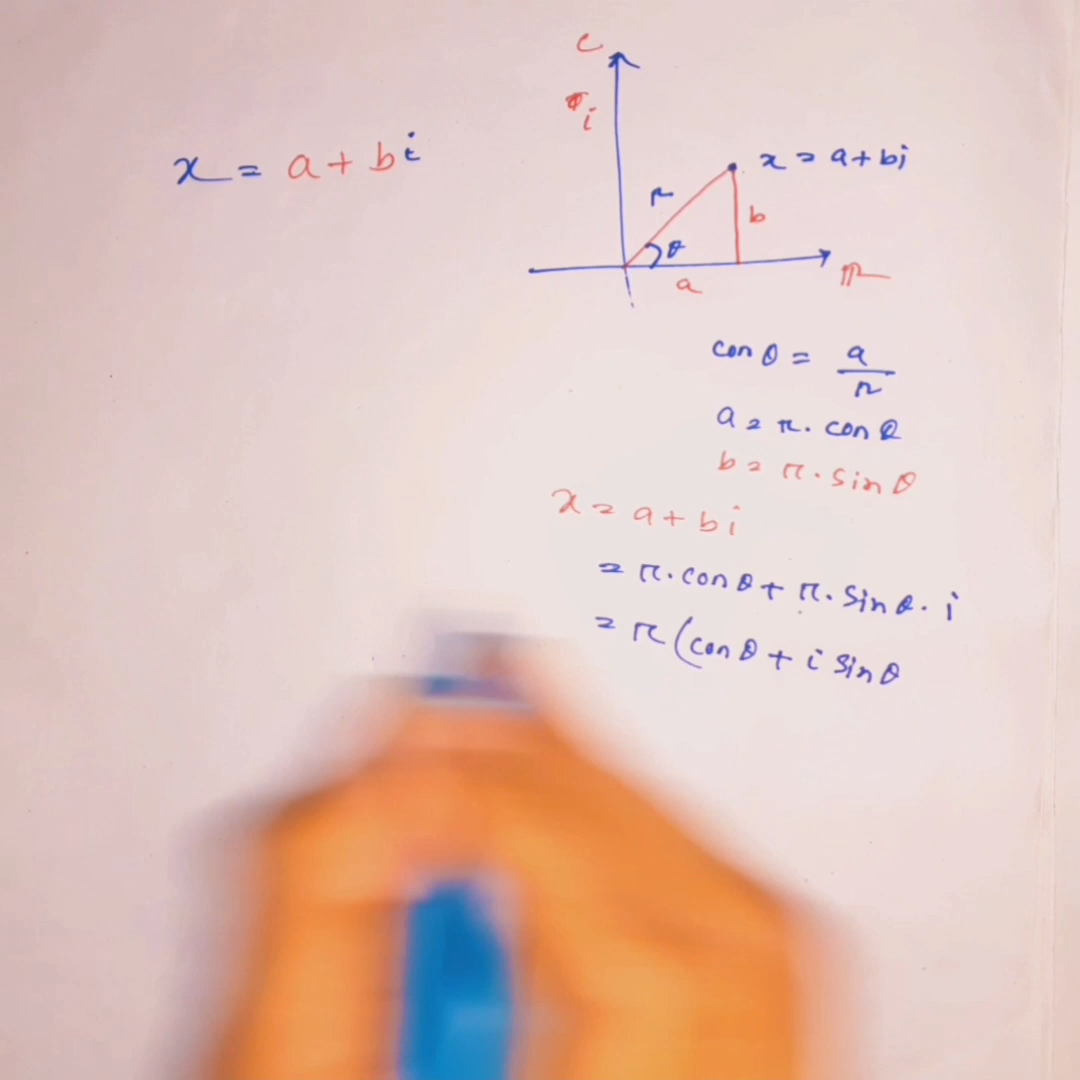 x = a + bi
c
i
x = a + bi
r
θ
b
a
R
cos θ = a/r
a = r. cos θ
b = r. sin θ
x = a + bi
= r. cos θ + r. sin θ. i
= r (cos θ + i sin θ